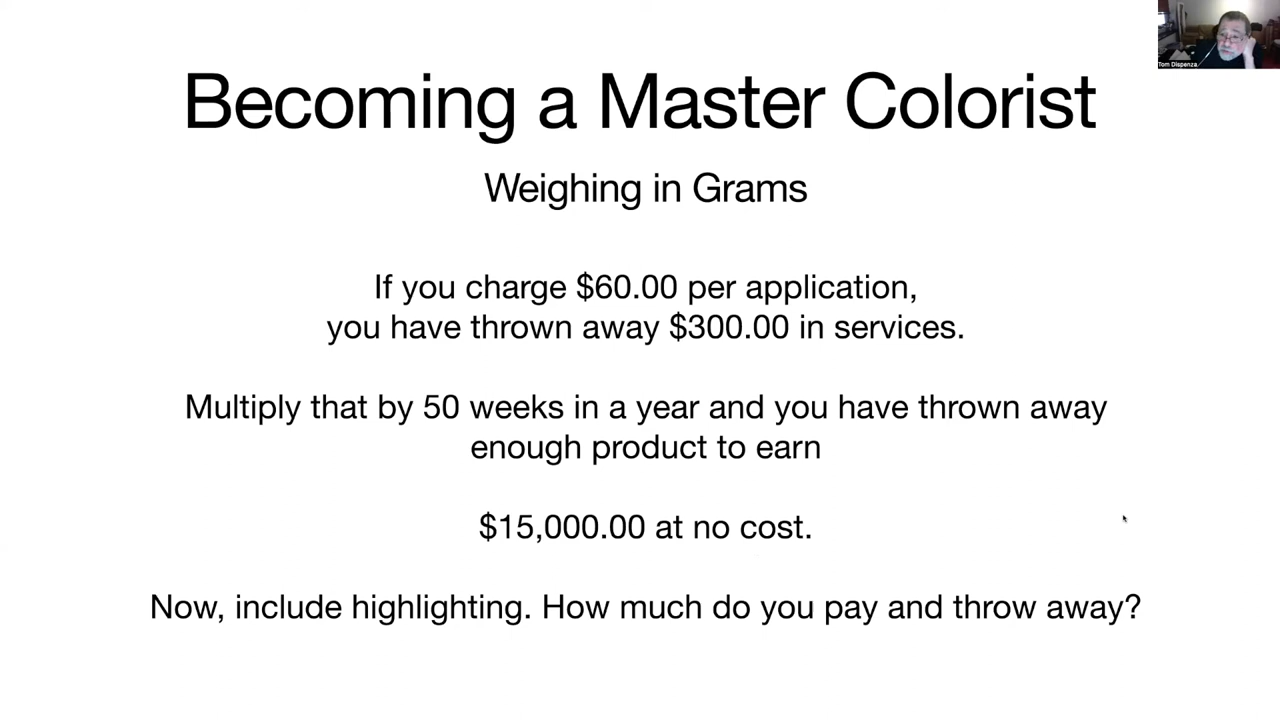 Becoming a Master Colorist
Weighing in Grams
If you charge $60.00 per application,
you have thrown away $300.00 in services.
Multiply that by 50 weeks in a year and you have thrown away
enough product to earn
$15,000.00 at no cost.
Now, include highlighting. How much do you pay and throw away?
Tom Dispenza